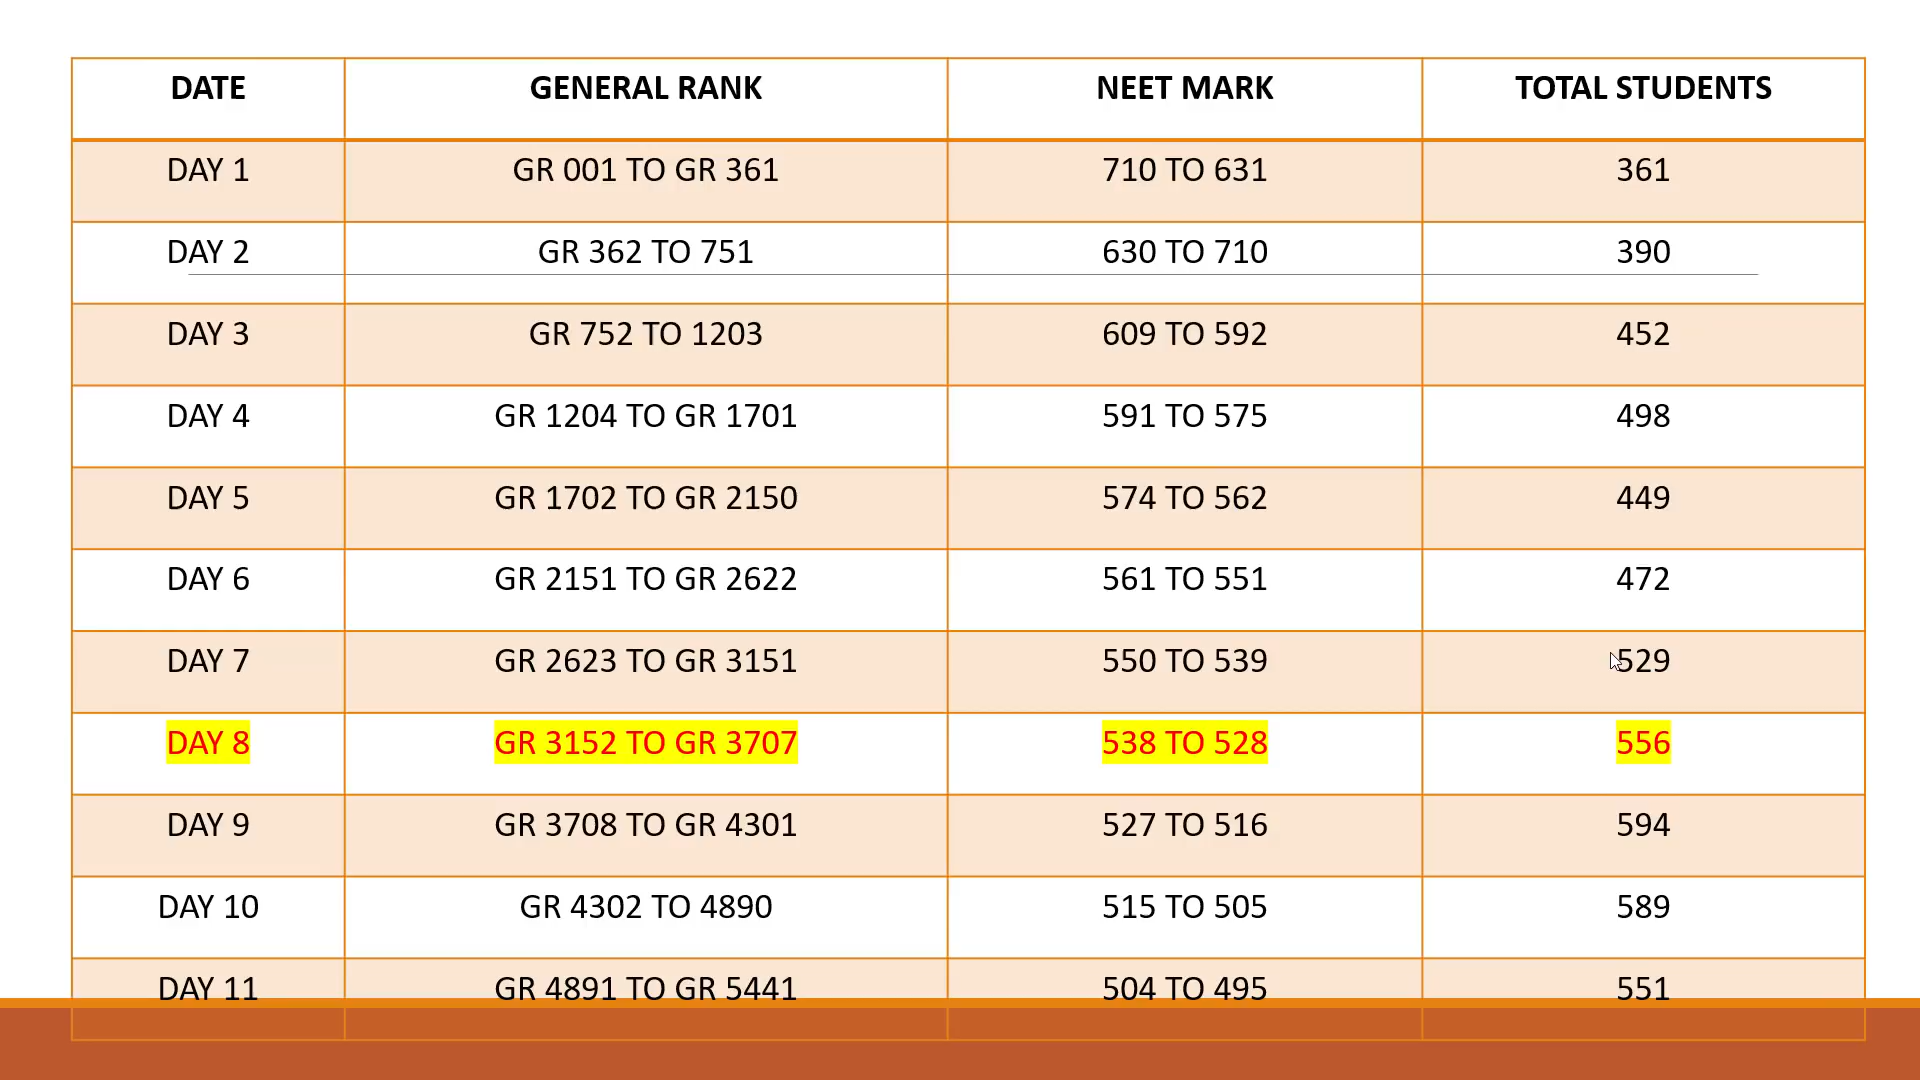 DATE GENERAL RANK NEET MARK TOTAL STUDENTS
DAY 1 GR 001 TO GR 361 710 TO 631 361
DAY 2 GR 362 TO 751 630 TO 710 390
DAY 3 GR 752 TO 1203 609 TO 592 452
DAY 4 GR 1204 TO GR 1701 591 TO 575 498
DAY 5 GR 1702 TO GR 2150 574 TO 562 449
DAY 6 GR 2151 TO GR 2622 561 TO 551 472
DAY 7 GR 2623 TO GR 3151 550 TO 539 529
DAY 8 GR 3152 TO GR 3707 538 TO 528 556
DAY 9 GR 3708 TO GR 4301 527 TO 516 594
DAY 10 GR 4302 TO 4890 515 TO 505 589
DAY 11 GR 4891 TO GR 5441 504 TO 495 551